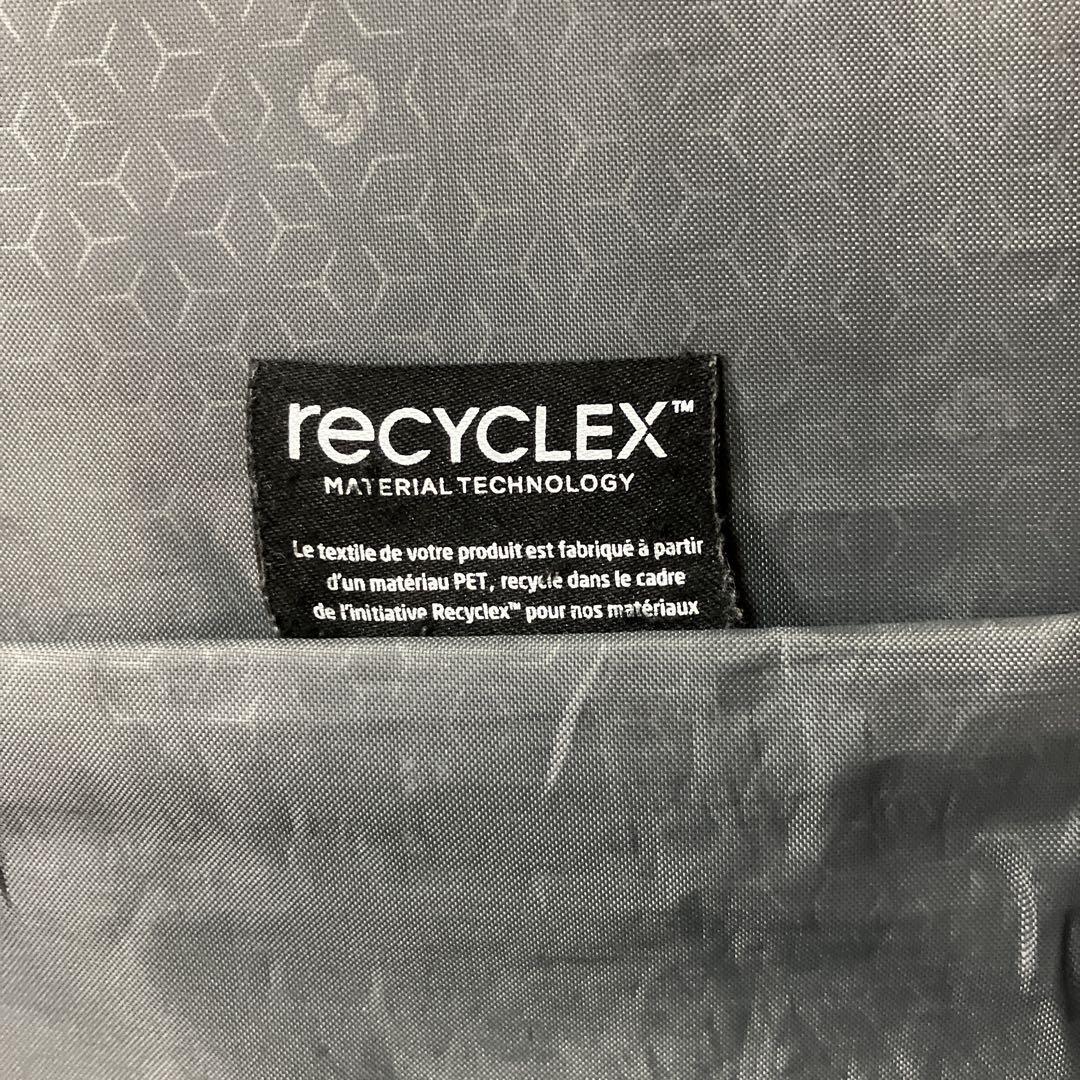 reCYCLEX™
MATERIAL TECHNOLOGY
Le textile de votre produit est fabriqué à partir
d'un matériau PET, recyclé dans le cadre
de l'initiative Recyclex™ pour nos matériaux